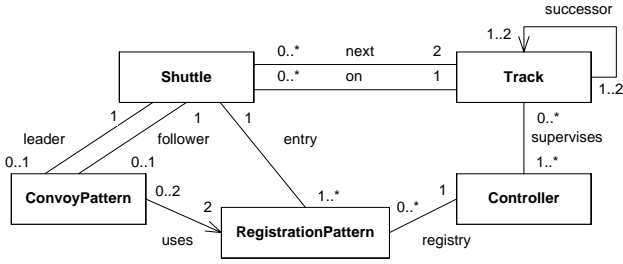 successor
0..* next 2 1..2
Shuttle 0..* on 1 Track
1..2
1 1 1 0..*
leader follower entry supervises
0..1 0..1 1..*
ConvoyPattern 0..2 1..* 1 Controller
2 0..*
uses RegistrationPattern registry